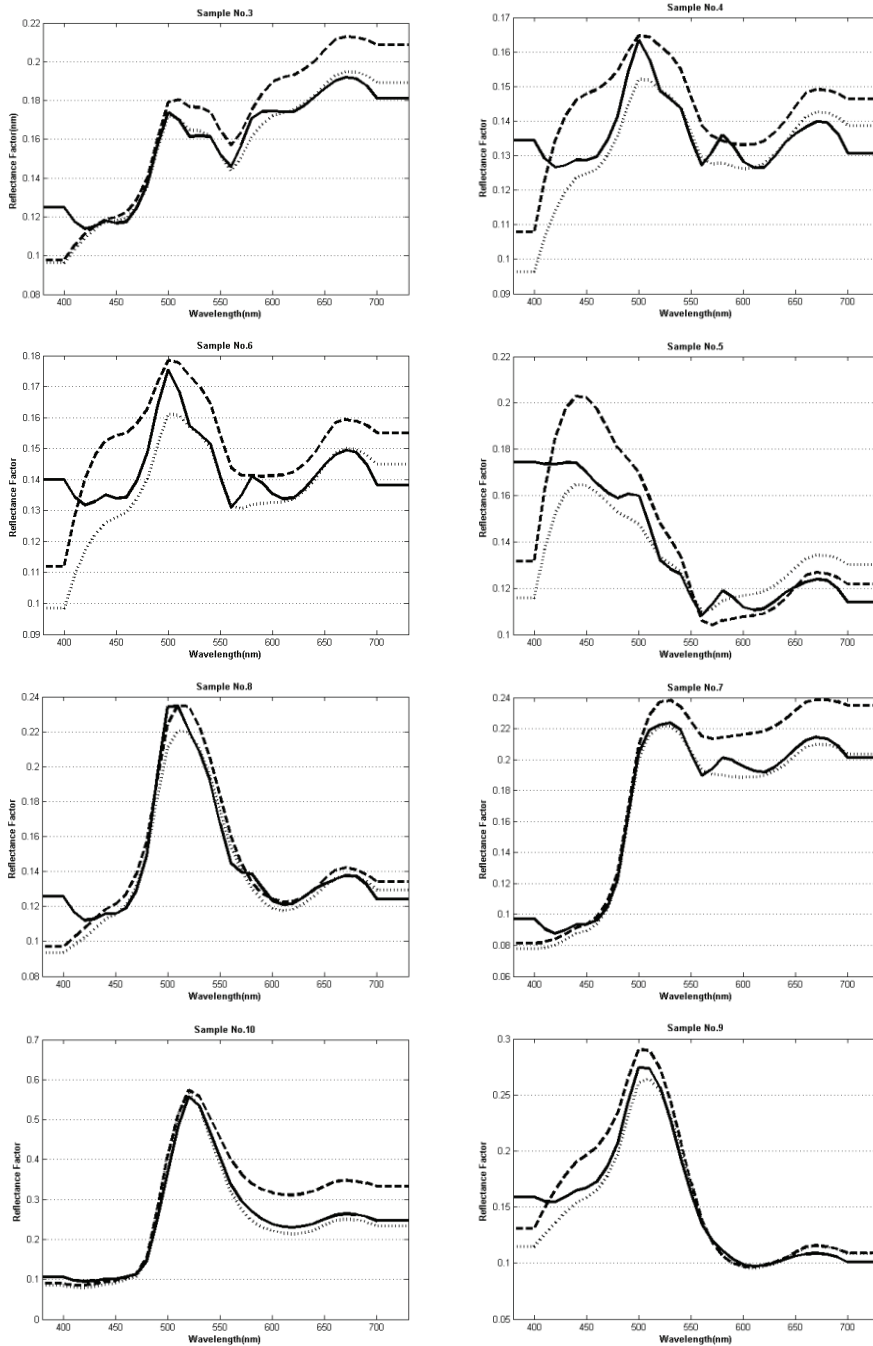 Sample No.3
Reflectance Factor(nm)
0.22
0.2
0.18
0.16
0.14
0.12
0.1
0.08
400 450 500 550 600 650 700
Wavelength(nm)
Sample No.4
Reflectance Factor
0.17
0.16
0.15
0.14
0.13
0.12
0.11
0.1
0.09
400 450 500 550 600 650 700
Wavelength(nm)
Sample No.6
Reflectance Factor
0.18
0.17
0.16
0.15
0.14
0.13
0.12
0.11
0.1
0.09
400 450 500 550 600 650 700
Wavelength(nm)
Sample No.5
Reflectance Factor
0.22
0.2
0.18
0.16
0.14
0.12
0.1
400 450 500 550 600 650 700
Wavelength(nm)
Sample No.8
Reflectance Factor
0.24
0.22
0.2
0.18
0.16
0.14
0.12
0.1
0.08
400 450 500 550 600 650 700
Wavelength(nm)
Sample No.7
Reflectance Factor
0.24
0.22
0.2
0.18
0.16
0.14
0.12
0.1
0.08
0.06
400 450 500 550 600 650 700
Wavelength(nm)
Sample No.10
Reflectance Factor
0.7
0.6
0.5
0.4
0.3
0.2
0.1
0
400 450 500 550 600 650 700
Wavelength(nm)
Sample No.9
Reflectance Factor
0.3
0.25
0.2
0.15
0.1
0.05
400 450 500 550 600 650 700
Wavelength(nm)